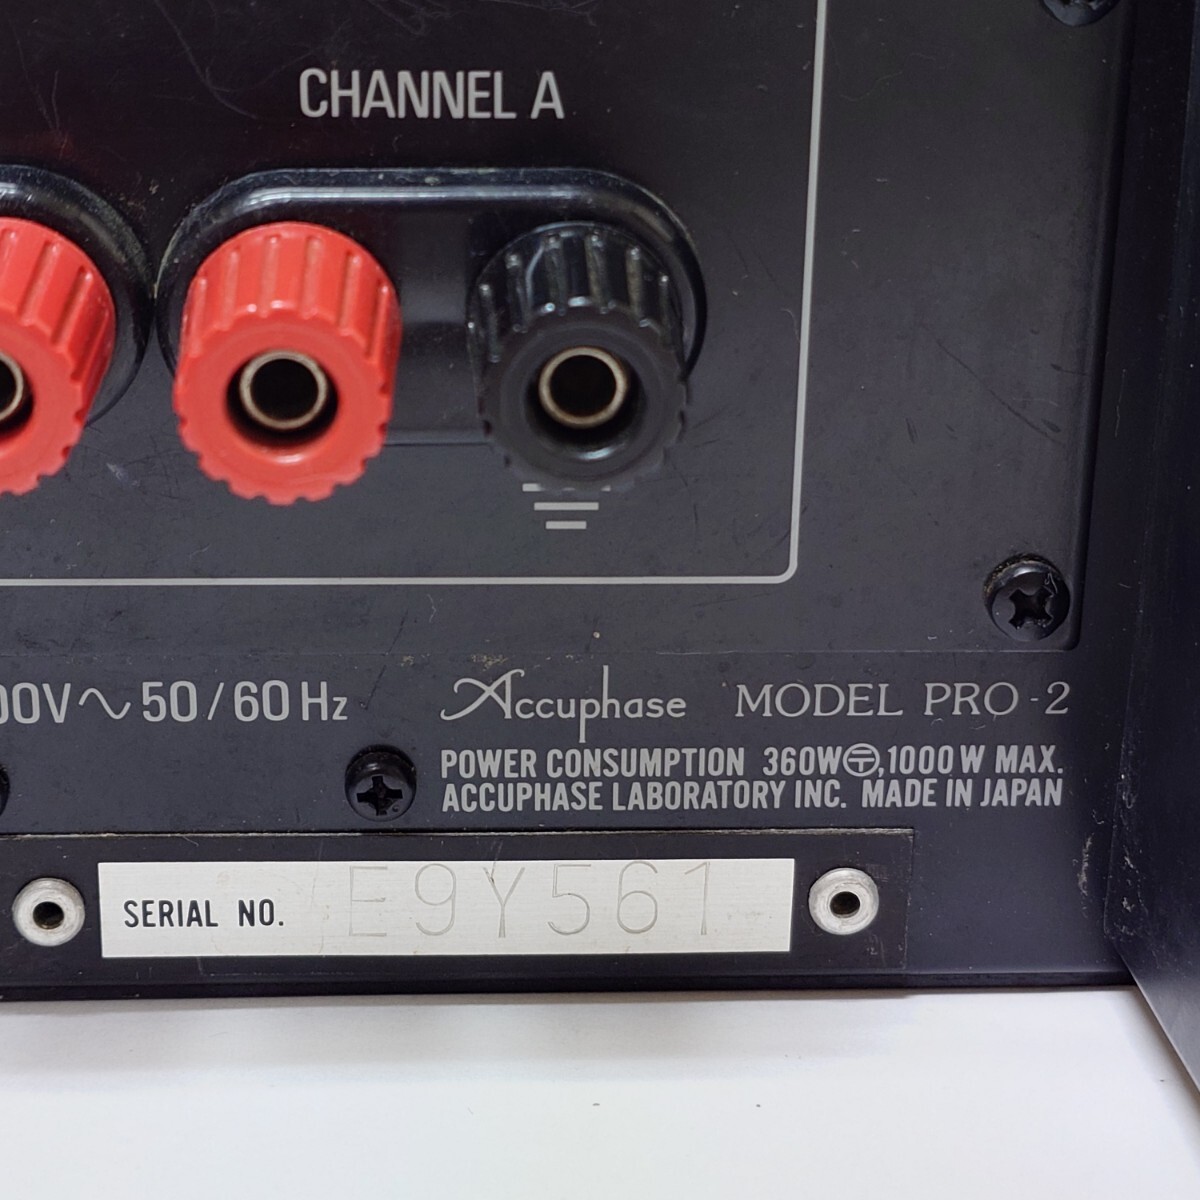 CHANNEL A
00V～50/60Hz
Accuphase MODEL PRO-2
POWER CONSUMPTION 360W〒,1000W MAX.
ACCUPHASE LABORATORY INC. MADE IN JAPAN
SERIAL NO. E9Y561